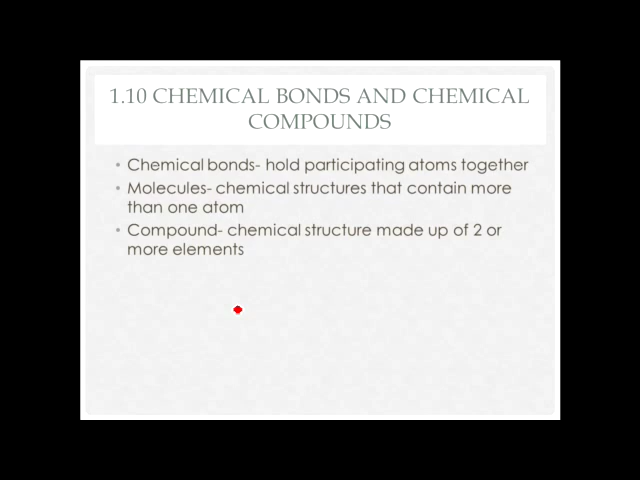 1.10 CHEMICAL BONDS AND CHEMICAL
COMPOUNDS
• Chemical bonds- hold participating atoms together
• Molecules- chemical structures that contain more
than one atom
• Compound- chemical structure made up of 2 or
more elements